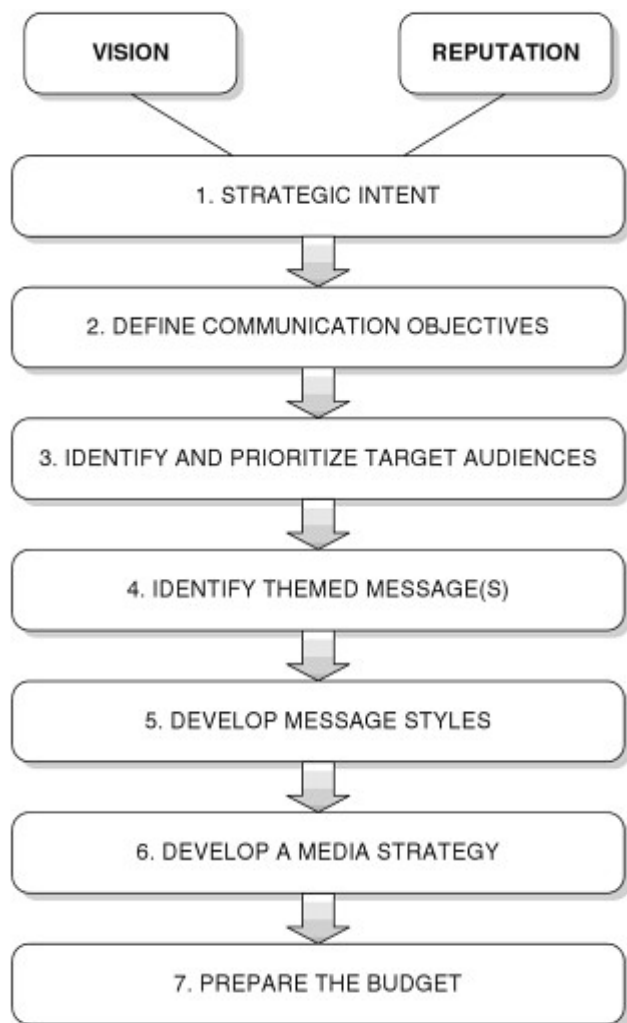 VISION
REPUTATION
1. STRATEGIC INTENT
2. DEFINE COMMUNICATION OBJECTIVES
3. IDENTIFY AND PRIORITIZE TARGET AUDIENCES
4. IDENTIFY THEMED MESSAGE(S)
5. DEVELOP MESSAGE STYLES
6. DEVELOP A MEDIA STRATEGY
7. PREPARE THE BUDGET